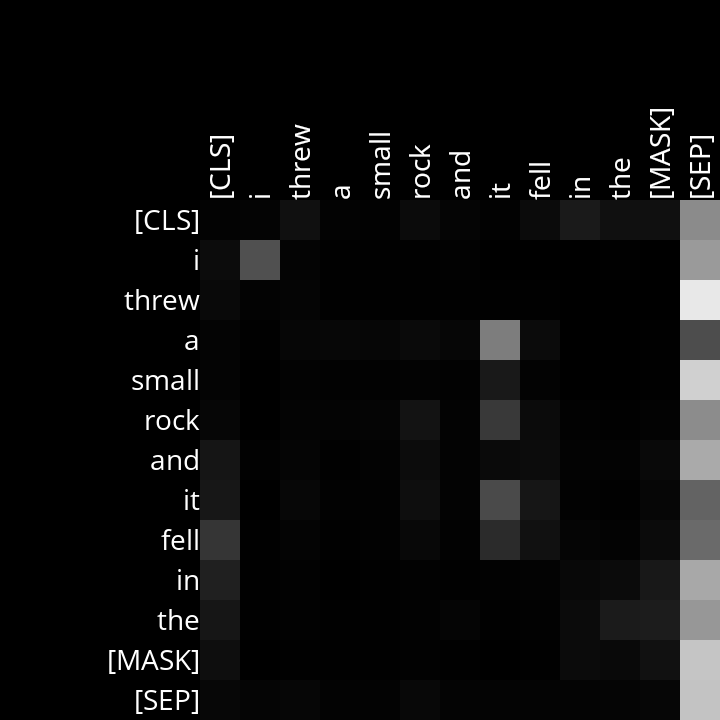 [CLS] i threw a small rock and it fell in the [MASK] [SEP]
[CLS]
i
threw
a
small
rock
and
it
fell
in
the
[MASK]
[SEP]